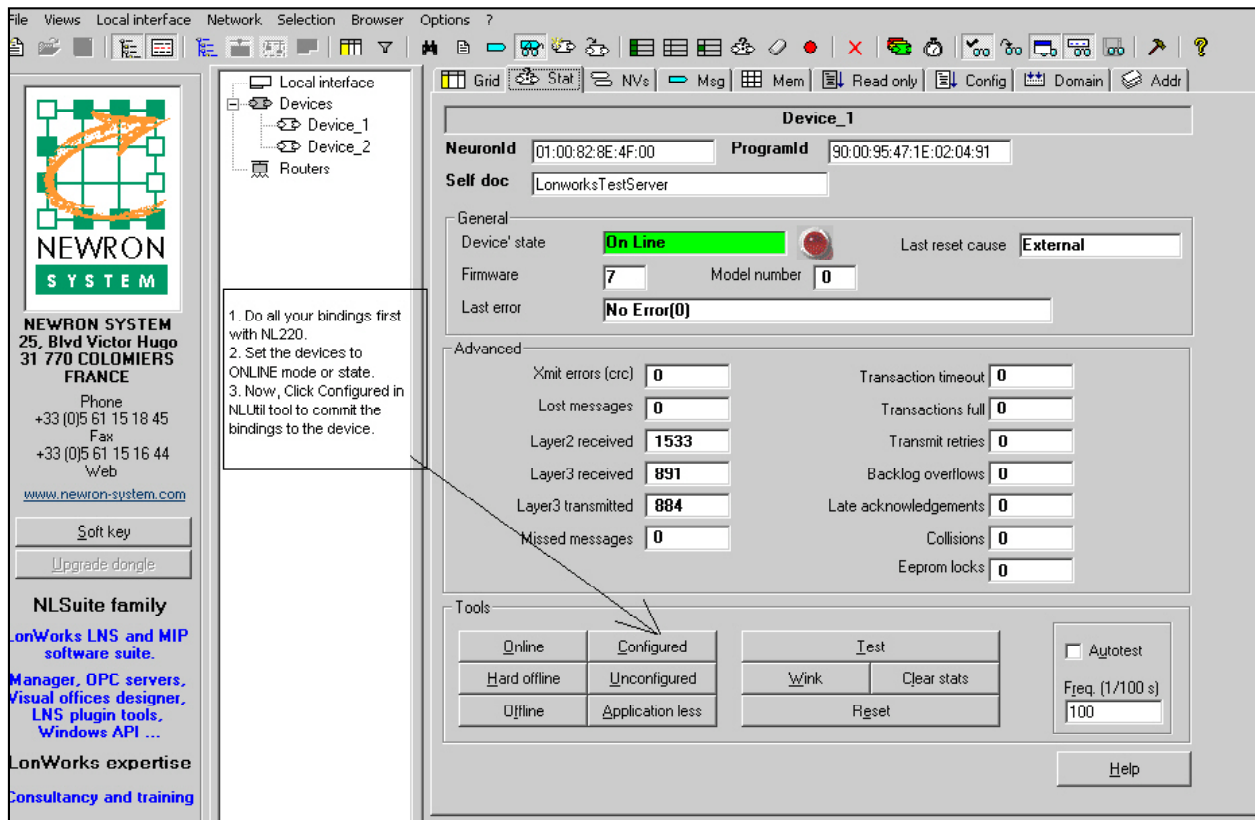 File Views Local interface Network Selection Browser Options ?
Local interface
Devices
Device_1
Device_2
Routers
NEWRON
SYSTEM
NEWRON SYSTEM
25, Blvd Victor Hugo
31 770 COLOMIERS
FRANCE
Phone
+33 (0)5 61 15 18 45
Fax
+33 (0)5 61 15 16 44
Web
www.newron-system.com
Soft key
Upgrade dongle
NLSuite family
LonWorks LNS and MIP
software suite.
Manager, OPC servers,
Visual offices designer,
LNS plugin tools,
Windows API ...
LonWorks expertise
Consultancy and training
1. Do all your bindings first
with NL220.
2. Set the devices to
ONLINE mode or state.
3. Now, Click Configured in
NLUtil tool to commit the
bindings to the device.
Grid Stat NVs Msg Mem Read only Config Domain Addr
Device_1
NeuronId 01:00:82:8E:4F:00 ProgramId 90:00:95:47:1E:02:04:91
Self doc LonworksTestServer
General
Device' state On Line Last reset cause External
Firmware 7 Model number 0
Last error No Error(0)
Advanced
Xmit errors (crc) 0 Transaction timeout 0
Lost messages 0 Transactions full 0
Layer2 received 1533 Transmit retries 0
Layer3 received 891 Backlog overflows 0
Layer3 transmitted 884 Late acknowledgements 0
Missed messages 0 Collisions 0
Eeprom locks 0
Tools
Online Configured Test Autotest
Hard offline Unconfigured Wink Clear stats Freq. (1/100 s)
Offline Application less Reset 100
Help